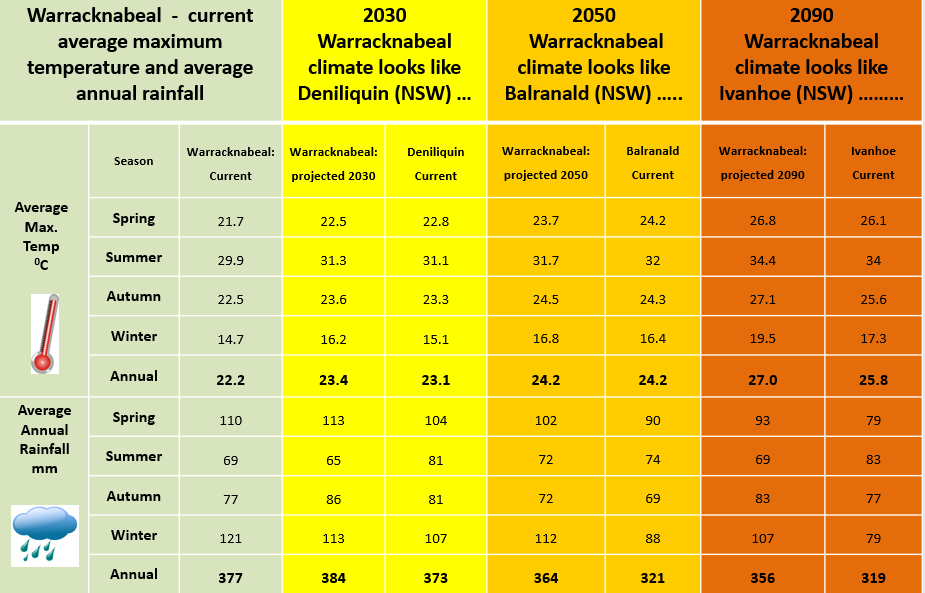 Warracknabeal - current
average maximum
temperature and average
annual rainfall
2030
Warracknabeal
climate looks like
Deniliquin (NSW) ...
2050
Warracknabeal
climate looks like
Balranald (NSW) .....
2090
Warracknabeal
climate looks like
Ivanhoe (NSW) .........
Average
Max.
Temp
⁰C
Season
Warracknabeal:
Current
Warracknabeal:
projected 2030
Deniliquin
Current
Warracknabeal:
projected 2050
Balranald
Current
Warracknabeal:
projected 2090
Ivanhoe
Current
Spring 21.7 22.5 22.8 23.7 24.2 26.8 26.1
Summer 29.9 31.3 31.1 31.7 32 34.4 34
Autumn 22.5 23.6 23.3 24.5 24.3 27.1 25.6
Winter 14.7 16.2 15.1 16.8 16.4 19.5 17.3
Annual 22.2 23.4 23.1 24.2 24.2 27.0 25.8
Average
Annual
Rainfall
mm
Spring 110 113 104 102 90 93 79
Summer 69 65 81 72 74 69 83
Autumn 77 86 81 72 69 83 77
Winter 121 113 107 112 88 107 79
Annual 377 384 373 364 321 356 319